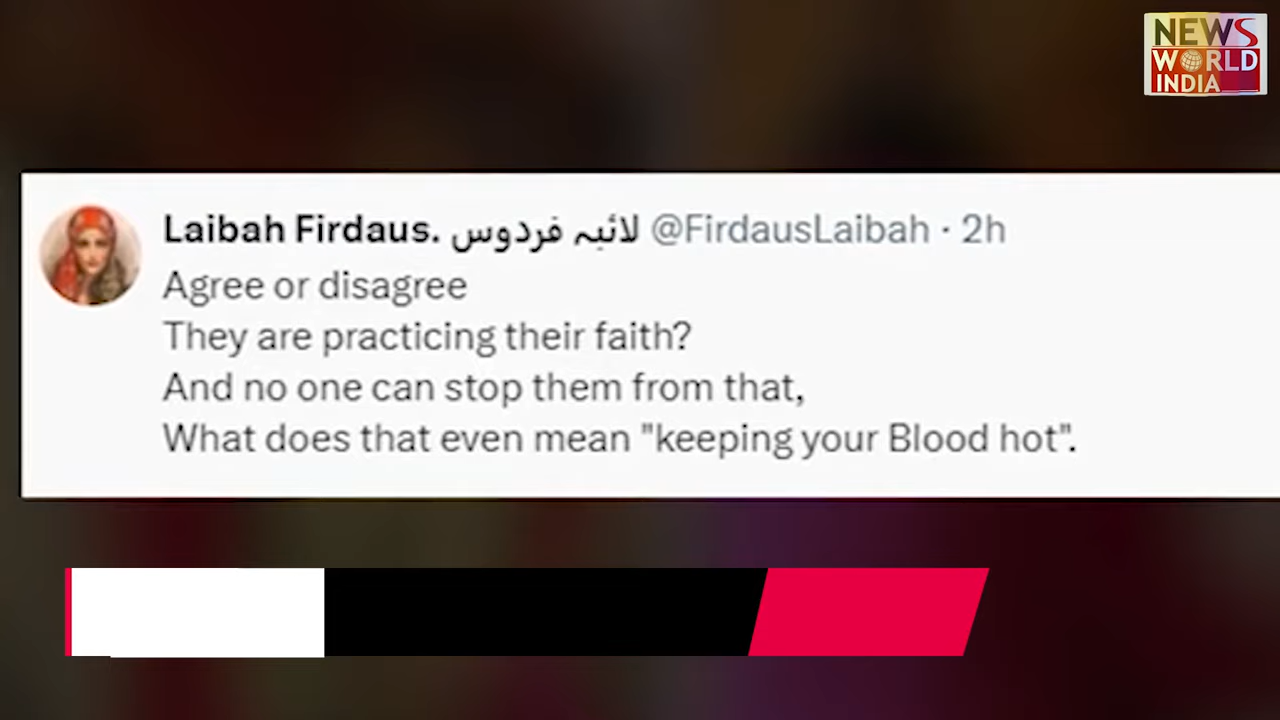 NEWS
WORLD
INDIA
Laibah Firdaus. لائبہ فردوس @FirdausLaibah · 2h
Agree or disagree
They are practicing their faith?
And no one can stop them from that,
What does that even mean "keeping your Blood hot".